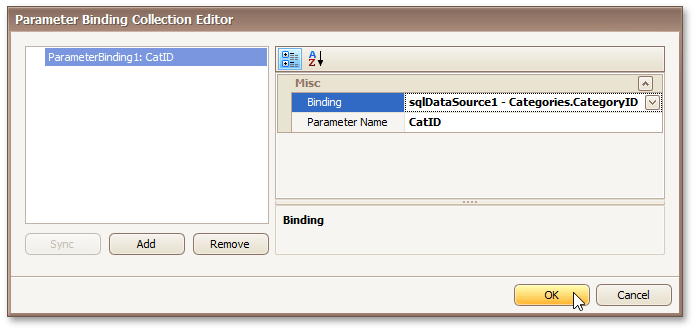 Parameter Binding Collection Editor
ParameterBinding1: CatID
A
Z
Misc
Binding sqlDataSource1 - Categories.CategoryID
Parameter Name CatID
Binding
Sync Add Remove
OK Cancel